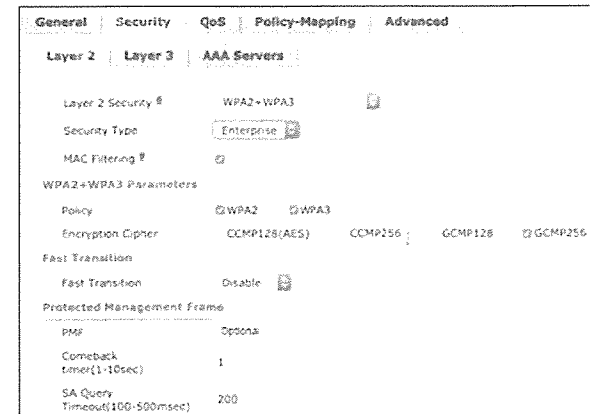 General Security QoS Policy-Mapping Advanced
Layer 2 Layer 3 AAA Servers
Layer 2 Security WPA2+WPA3
Security Type Enterprise
MAC Filtering
WPA2+WPA3 Parameters
Policy WPA2 WPA3
Encryption Cipher CCMP128(AES) CCMP256 GCMP128 GCMP256
Fast Transition
Fast Transition Disable
Protected Management Frame
PMF Optional
Comeback
timer(1-10sec) 1
SA Query
Timeout(100-500msec) 200